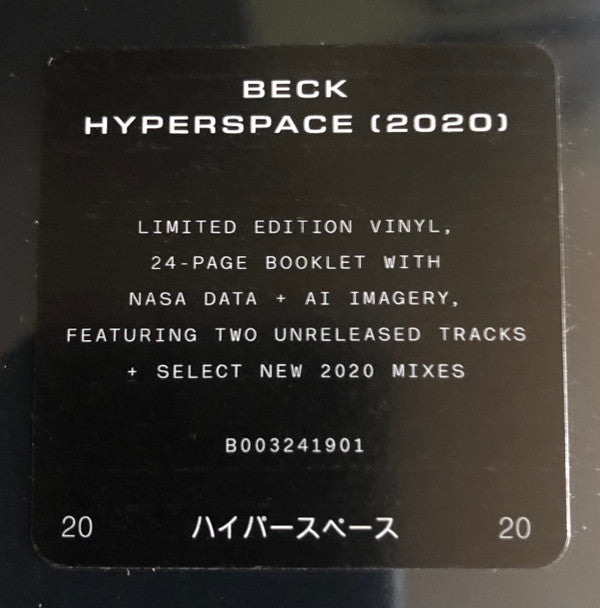 BECK
HYPERSPACE (2020)
LIMITED EDITION VINYL,
24-PAGE BOOKLET WITH
NASA DATA + AI IMAGERY,
FEATURING TWO UNRELEASED TRACKS
+ SELECT NEW 2020 MIXES
B003241901
20 ハイパースペース 20